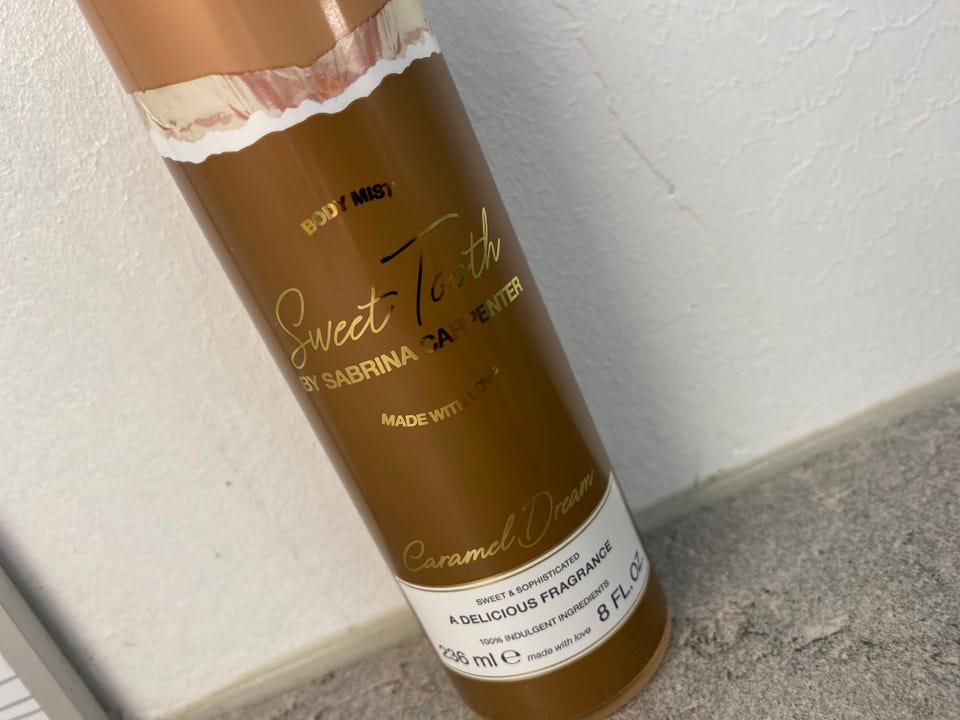 BODY MIST
Sweet Tooth
BY SABRINA CARPENTER
MADE WITH LOVE
Caramel Dream
SWEET & SOPHISTICATED
A DELICIOUS FRAGRANCE
100% INDULGENT INGREDIENTS
236 ml e made with love 8 FL.OZ.